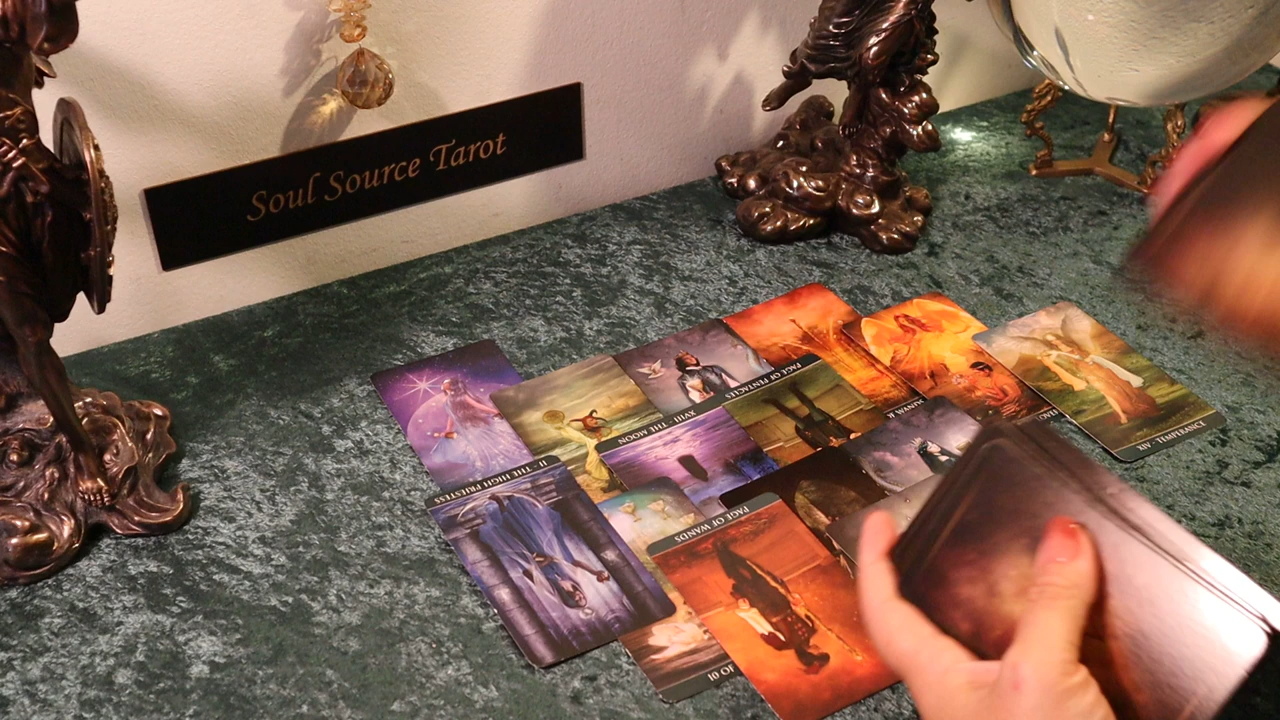 Soul Source Tarot
PAGE OF PENTACLES
XVIII · THE MOON
XIV · TEMPERANCE
II · THE HIGH PRIESTESS
PAGE OF WANDS